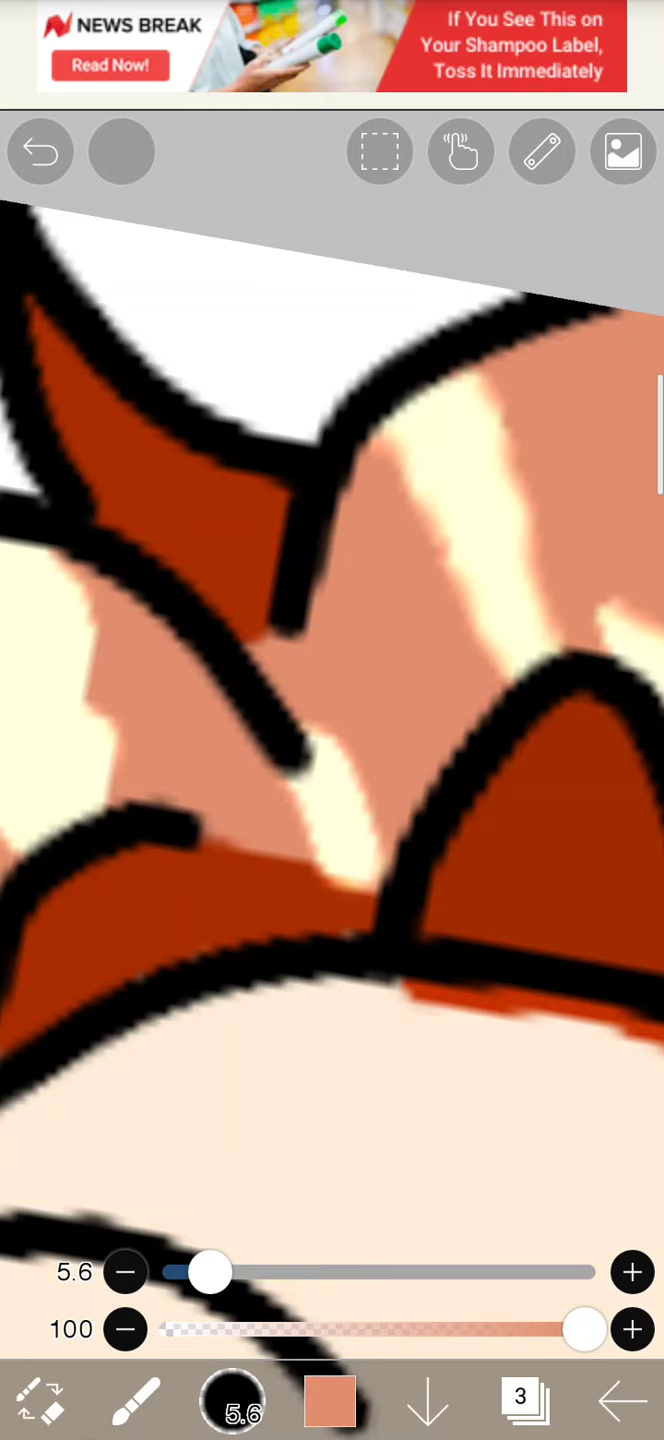 NEWS BREAK
Read Now!
If You See This on
Your Shampoo Label,
Toss It Immediately
5.6
100
5.6
3